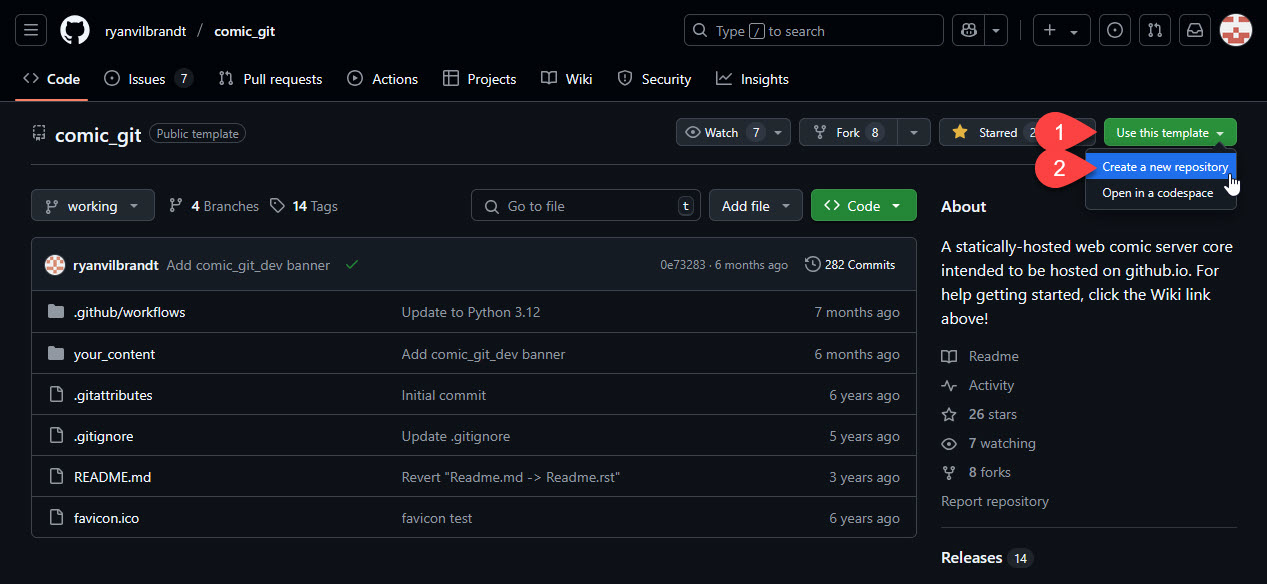 ryanvilbrandt / comic_git
Type / to search
Code Issues 7 Pull requests Actions Projects Wiki Security Insights
comic_git Public template
Watch 7 Fork 8 Starred 1 Use this template
2 Create a new repository
Open in a codespace
working 4 Branches 14 Tags
Go to file t Add file Code
ryanvilbrandt Add comic_git_dev banner 0e73283 · 6 months ago 282 Commits
.github/workflows Update to Python 3.12 7 months ago
your_content Add comic_git_dev banner 6 months ago
.gitattributes Initial commit 6 years ago
.gitignore Update .gitignore 5 years ago
README.md Revert "Readme.md -> Readme.rst" 3 years ago
favicon.ico favicon test 6 years ago
About
A statically-hosted web comic server core
intended to be hosted on github.io. For
help getting started, click the Wiki link
above!
Readme
Activity
26 stars
7 watching
8 forks
Report repository
Releases 14